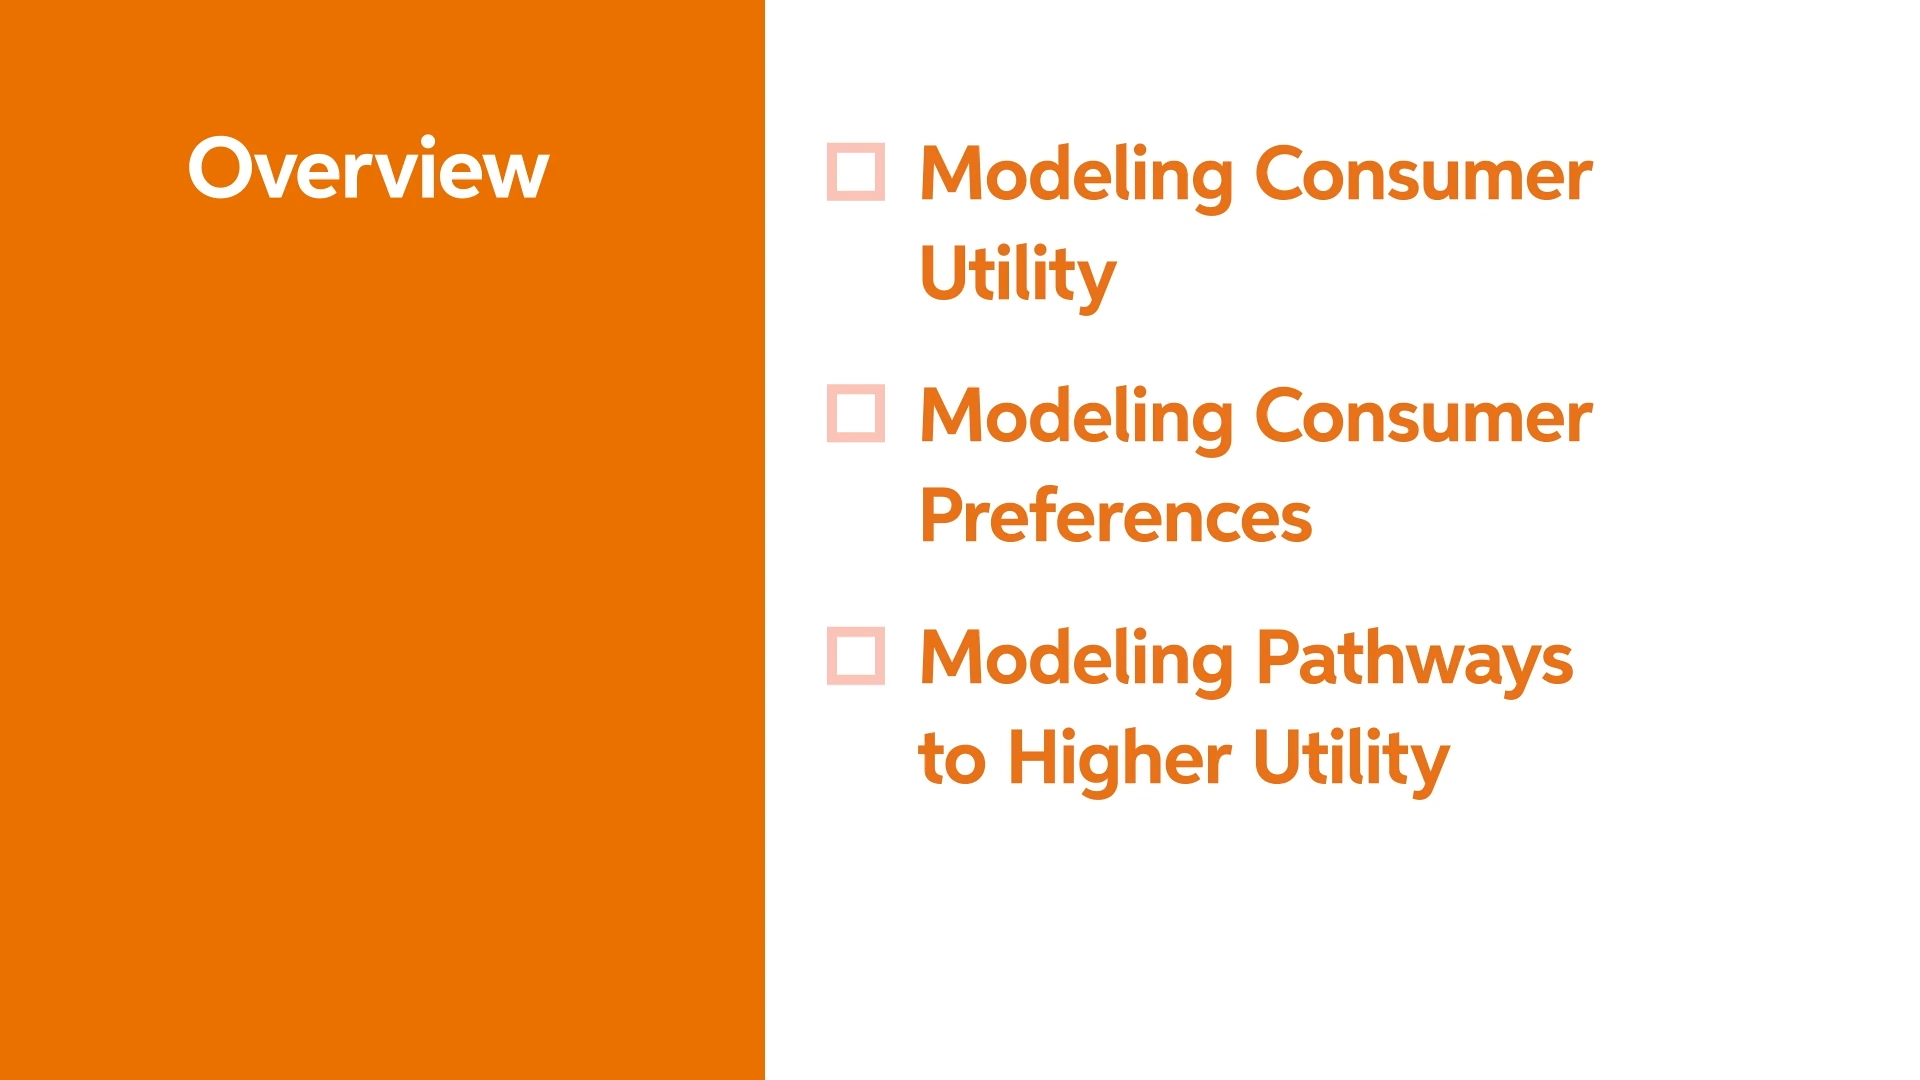 Overview
Modeling Consumer
Utility
Modeling Consumer
Preferences
Modeling Pathways
to Higher Utility